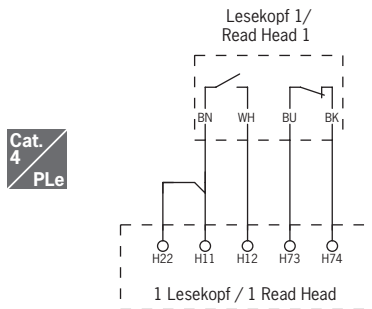 Lesekopf 1/
Read Head 1
BN WH BU BK
Cat.
4
PLe
H22 H11 H12 H73 H74
1 Lesekopf / 1 Read Head